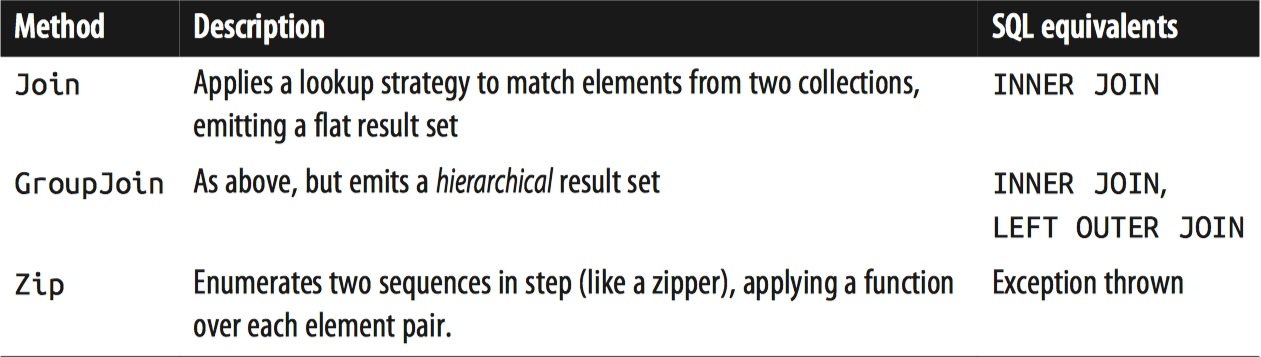 Method Description SQL equivalents
Join Applies a lookup strategy to match elements from two collections, INNER JOIN
emitting a flat result set
GroupJoin As above, but emits a hierarchical result set INNER JOIN,
LEFT OUTER JOIN
Zip Enumerates two sequences in step (like a zipper), applying a function Exception thrown
over each element pair.